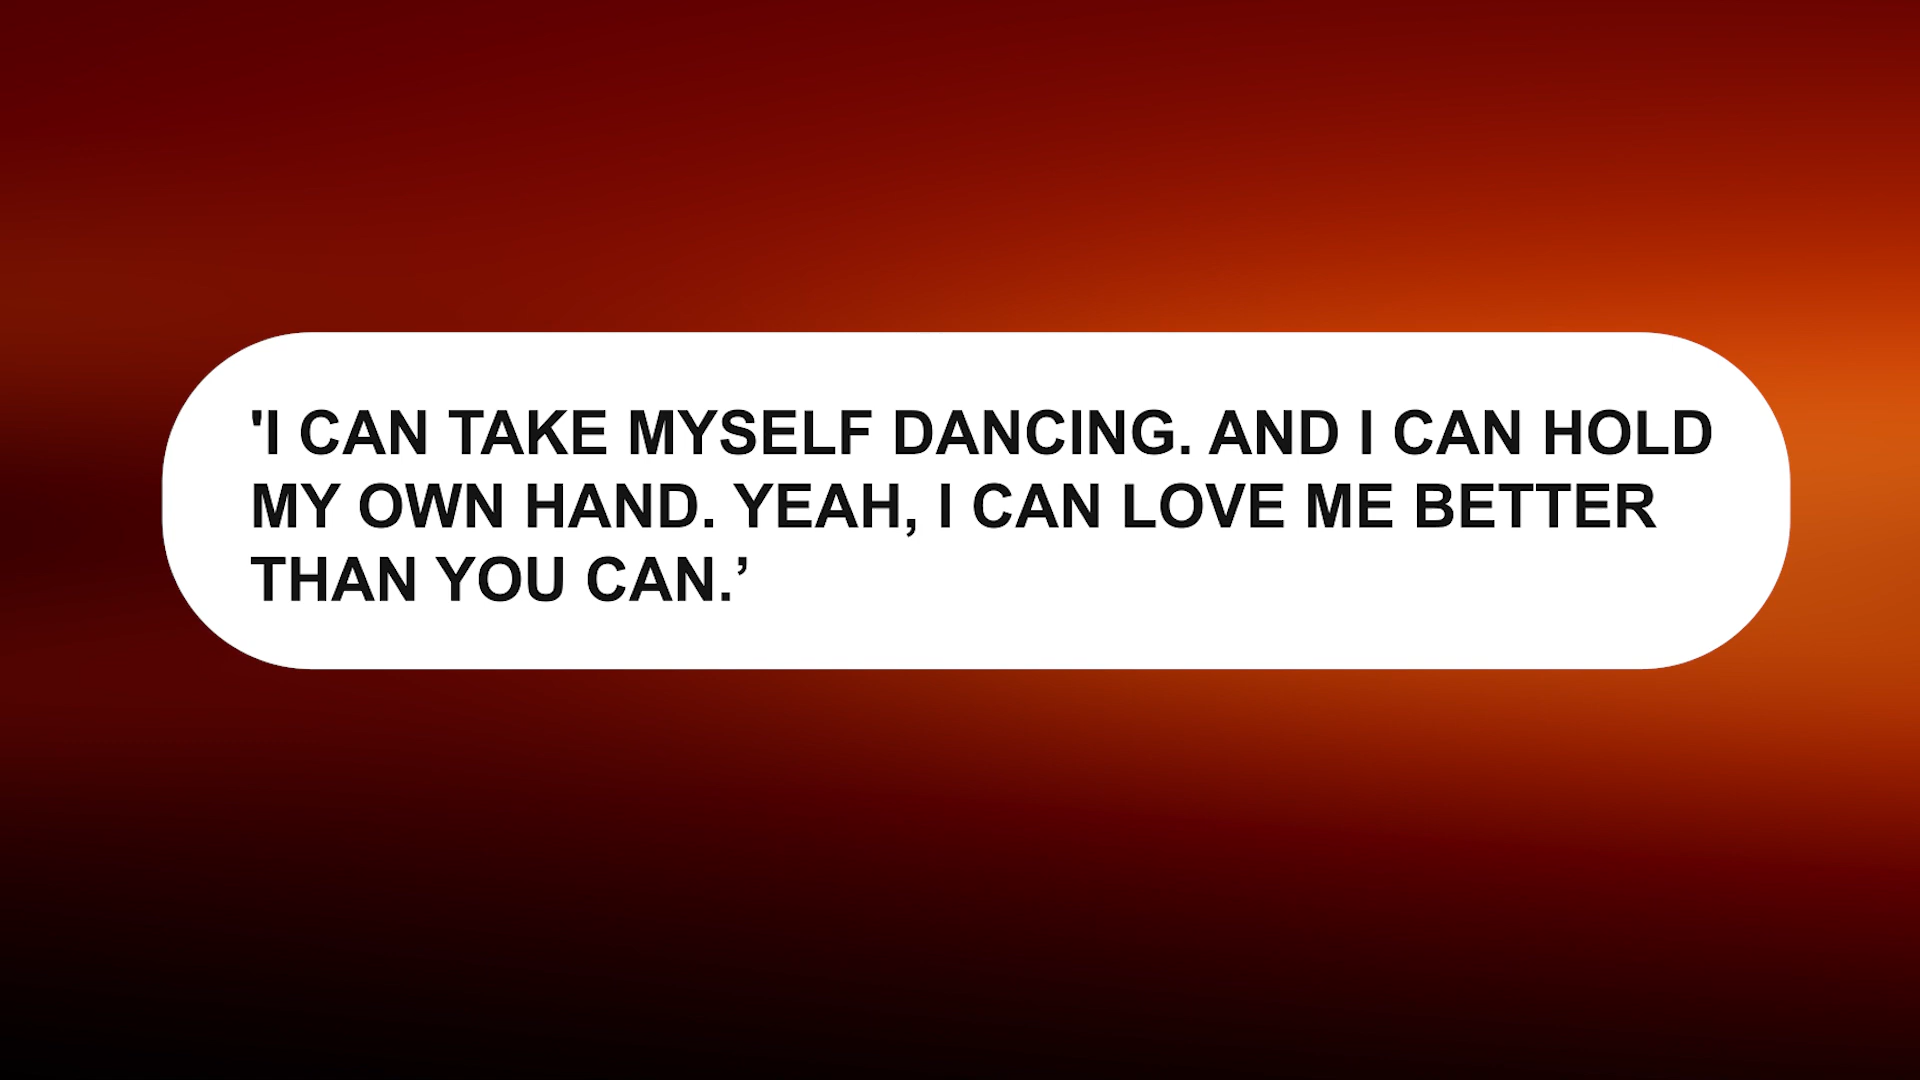 'I CAN TAKE MYSELF DANCING. AND I CAN HOLD
MY OWN HAND. YEAH, I CAN LOVE ME BETTER
THAN YOU CAN.’